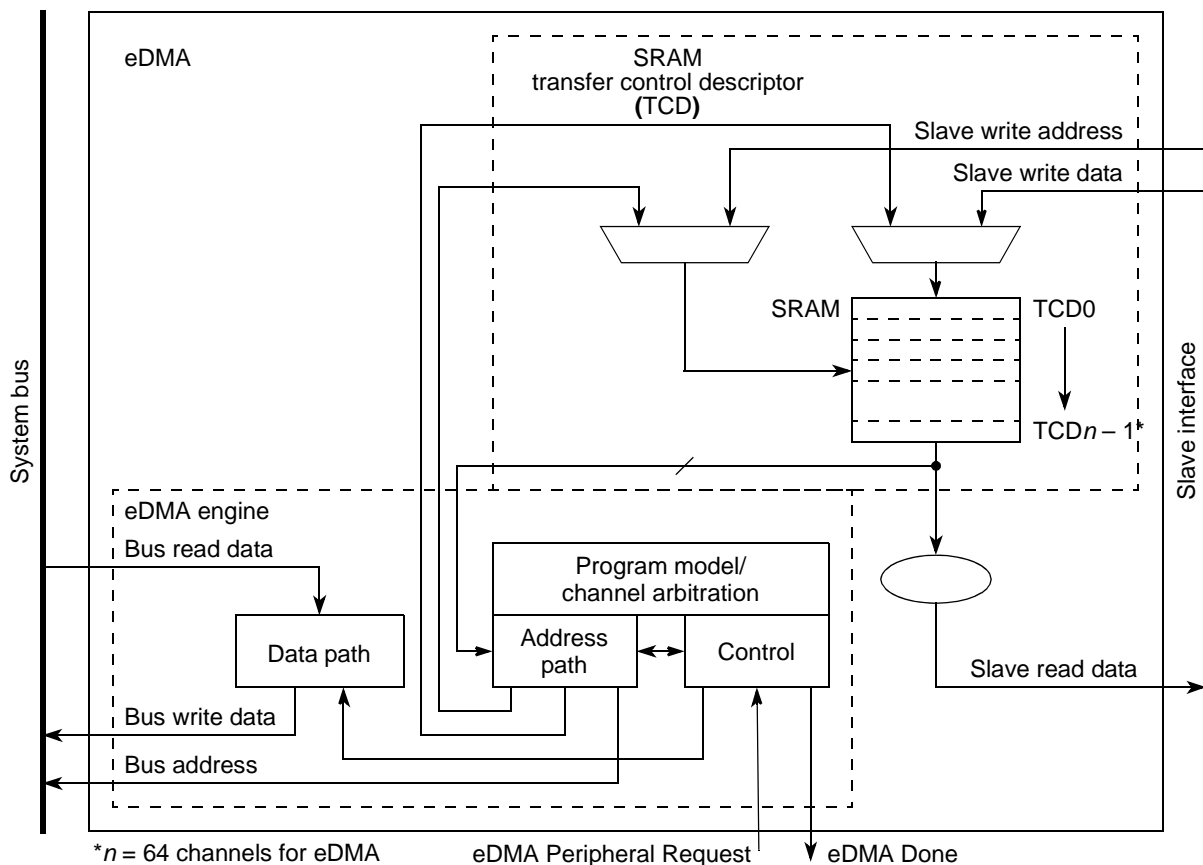 eDMA
SRAM
transfer control descriptor
(TCD)
Slave write address
Slave write data
SRAM
TCD0
TCDn – 1*
System bus
Slave interface
eDMA engine
Bus read data
Program model/
channel arbitration
Data path
Address
path
Control
Slave read data
Bus write data
Bus address
*n = 64 channels for eDMA
eDMA Peripheral Request
eDMA Done